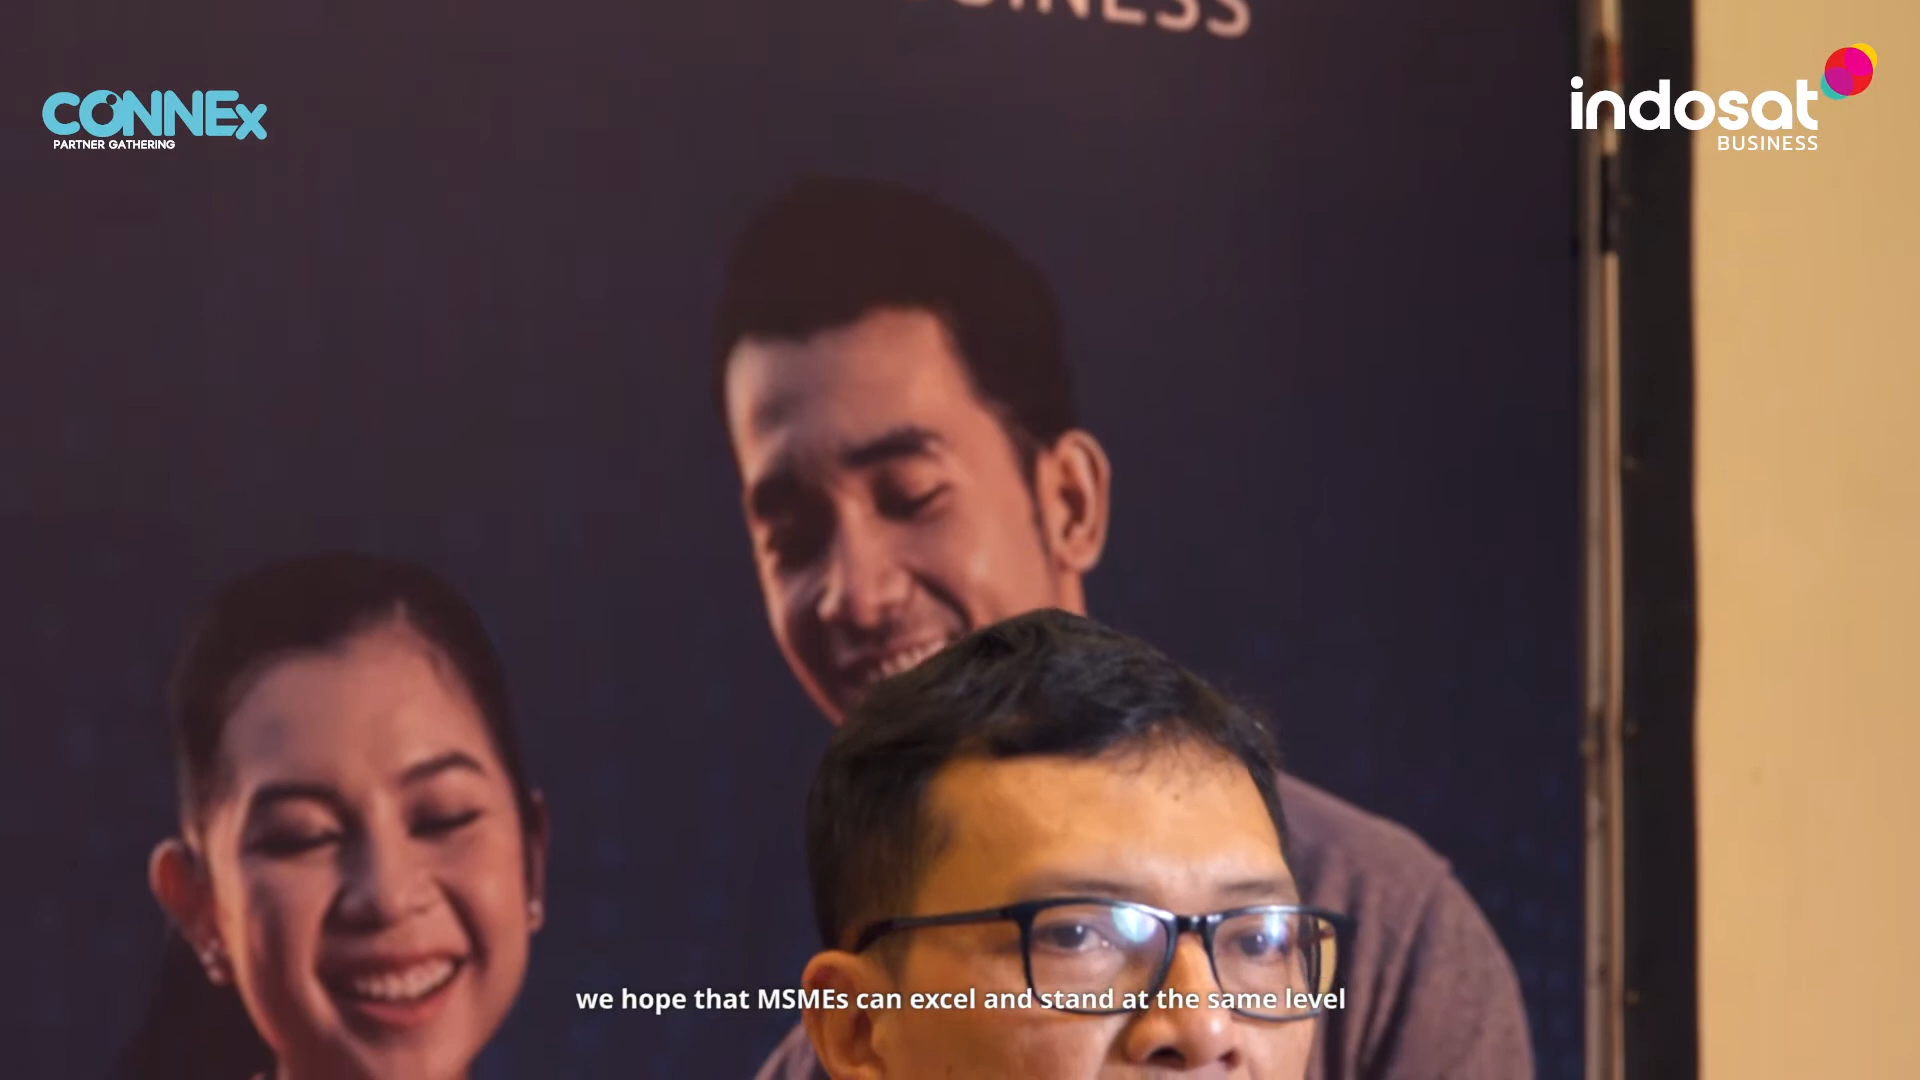 CONNEx
PARTNER GATHERING
indosat
BUSINESS
we hope that MSMEs can excel and stand at the same level